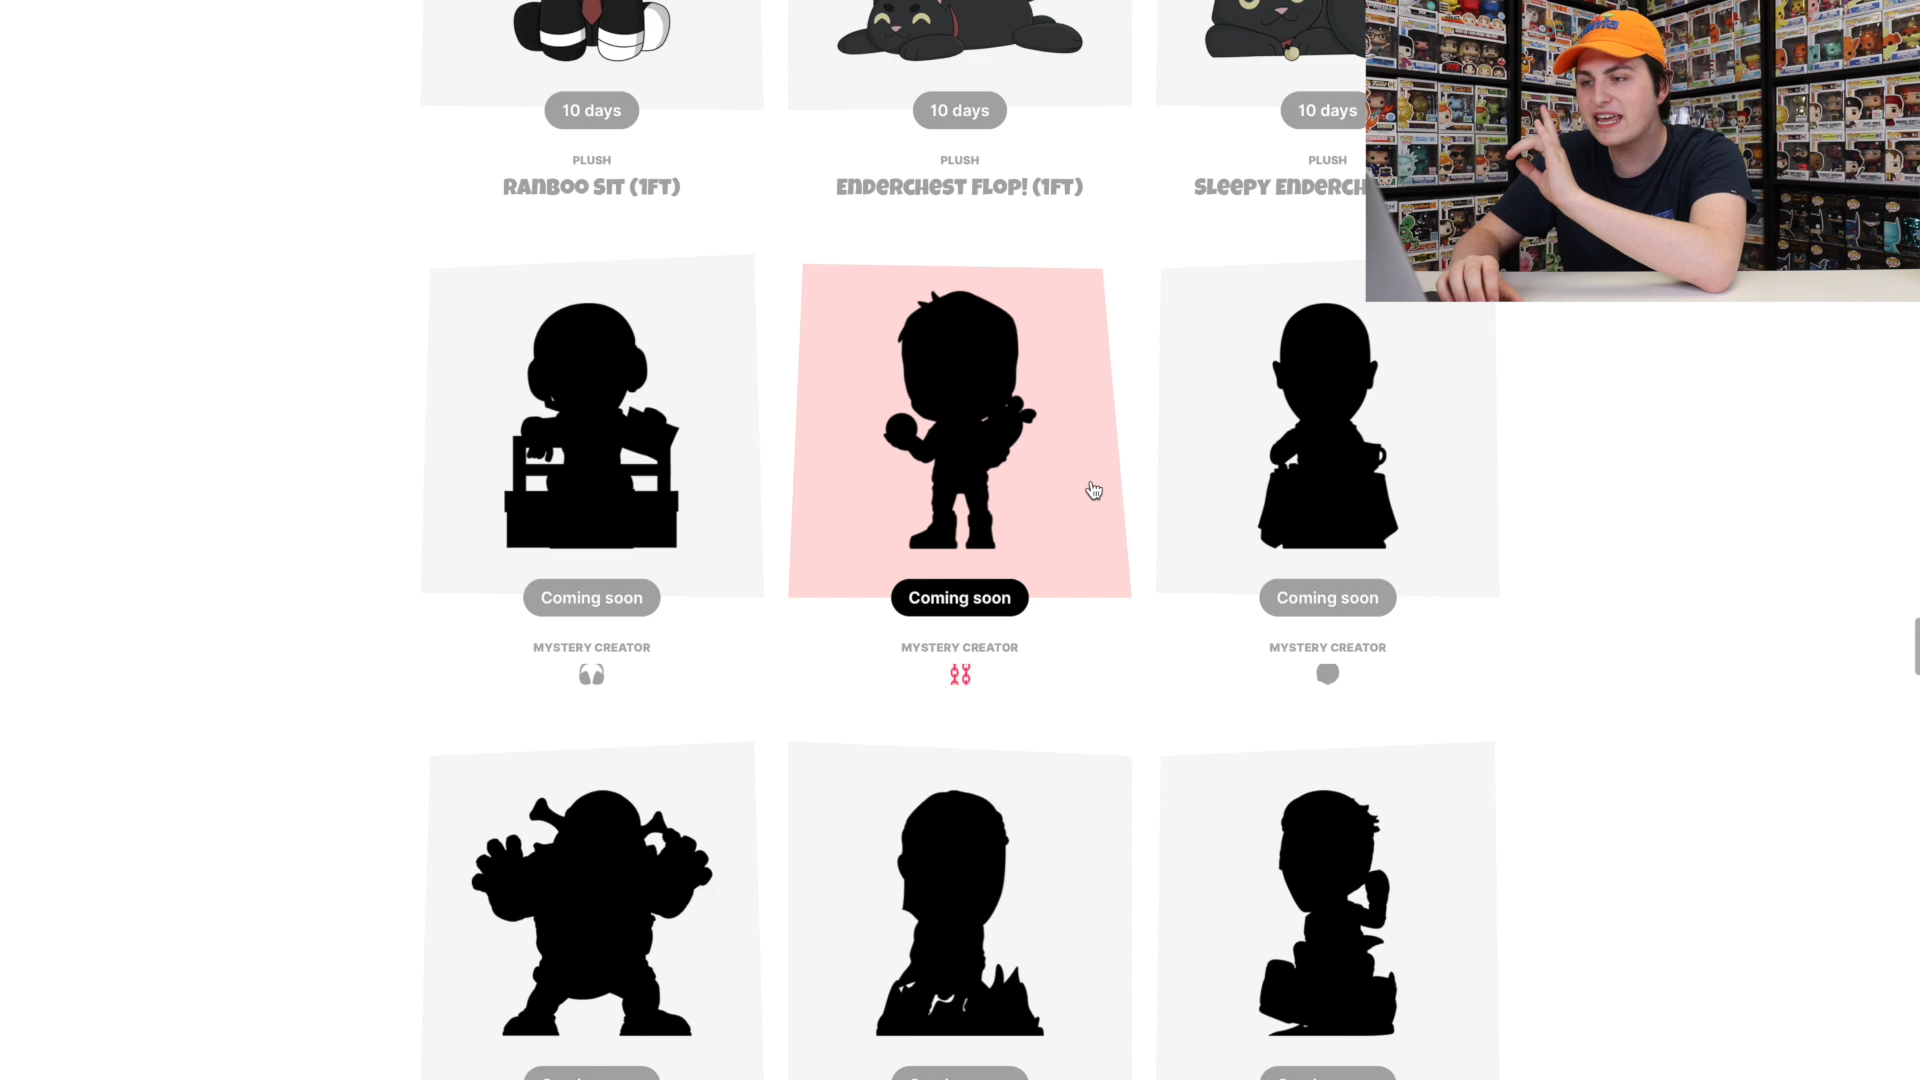 10 days
10 days
10 days
PLUSH
PLUSH
PLUSH
RANBOO SIT (1FT)
ENDERCHEST FLOP! (1FT)
SLEEPY ENDERCH
Coming soon
Coming soon
Coming soon
MYSTERY CREATOR
MYSTERY CREATOR
MYSTERY CREATOR